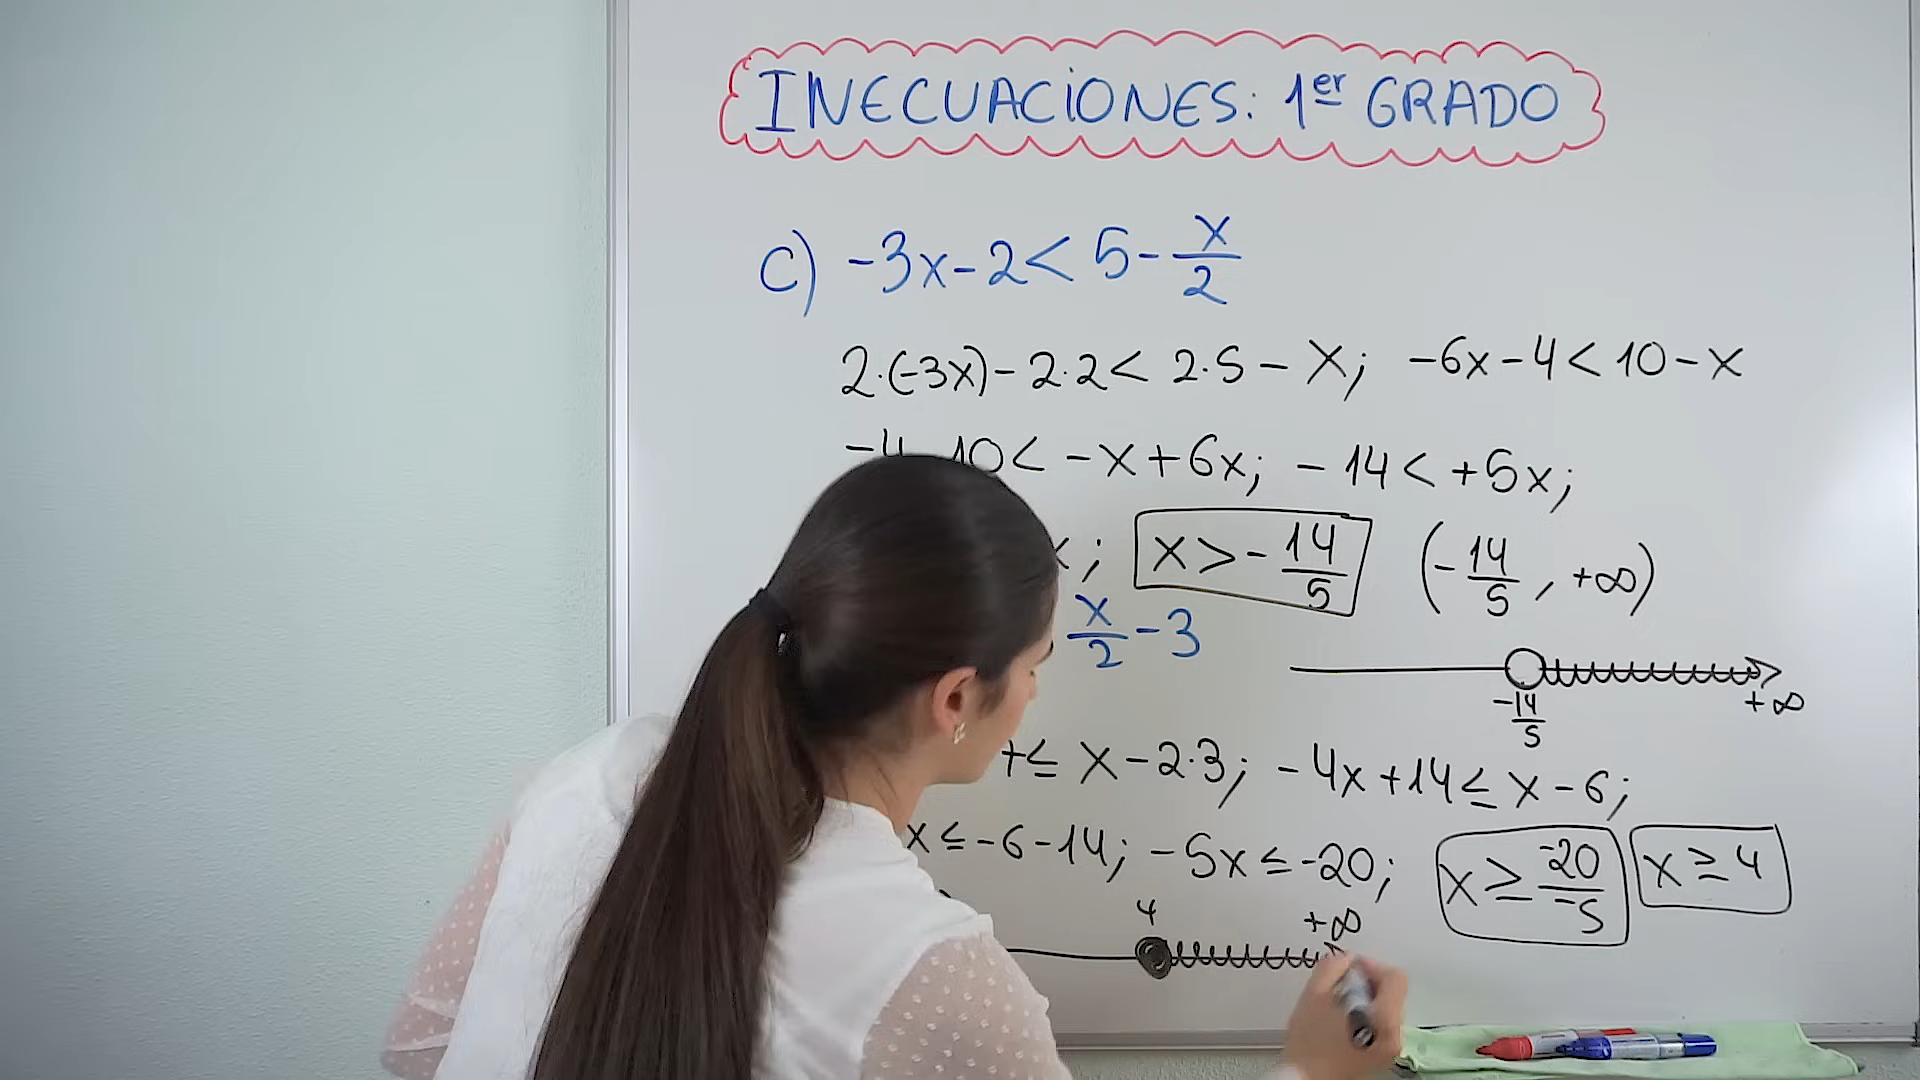 INECUACIONES: 1er GRADO
C) -3x-2 < 5 - x/2
2·(-3x) - 2·2 < 2·5 - x; -6x - 4 < 10 - x
-4 10 < -x + 6x; -14 < +5x;
; x > -14/5 (-14/5, +∞)
x/2 - 3
-14/5 +∞
≤ x - 2·3; -4x + 14 ≤ x - 6;
x ≤ -6 - 14; -5x ≤ -20; x ≥ -20/-5 x ≥ 4
4 +∞